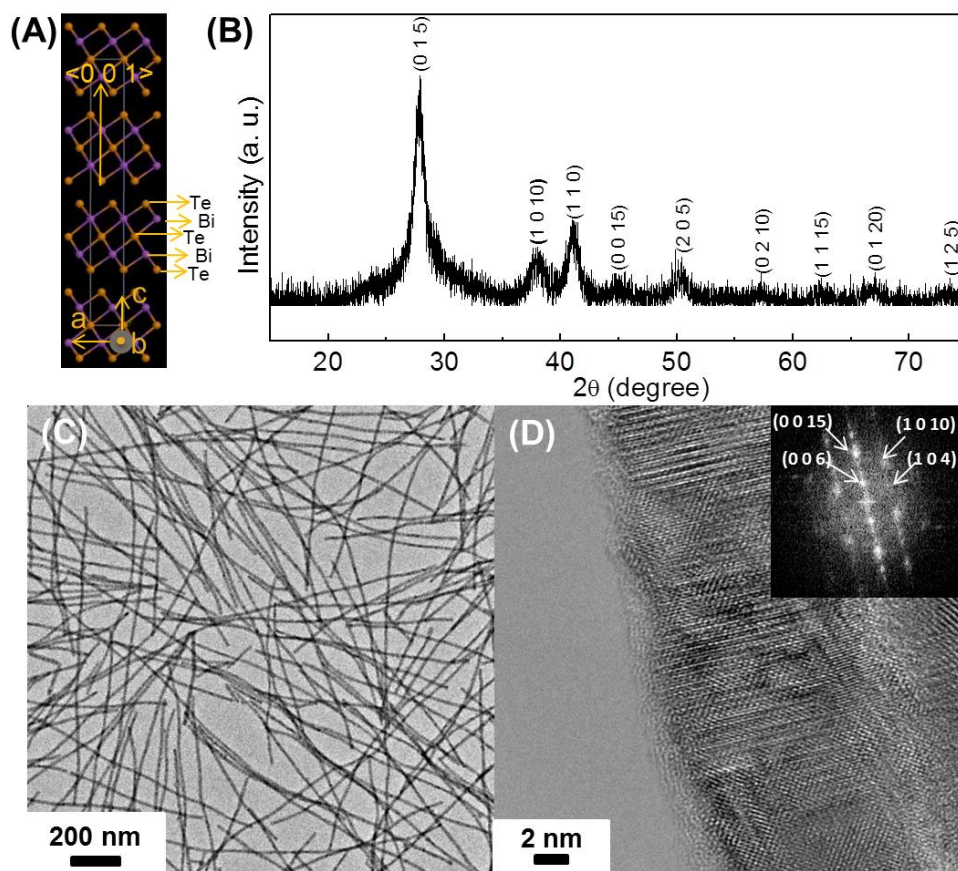 (A)
<0 0 1>
Te
Bi
Te
Bi
Te
c
a
b
(B)
Intensity (a. u.)
(0 1 5)
(1 0 10)
(1 1 0)
(0 0 15)
(2 0 5)
(0 2 10)
(1 1 15)
(0 1 20)
(1 2 5)
20 30 40 50 60 70
2θ (degree)
(C)
200 nm
(D)
(0 0 15)
(1 0 10)
(0 0 6)
(1 0 4)
2 nm